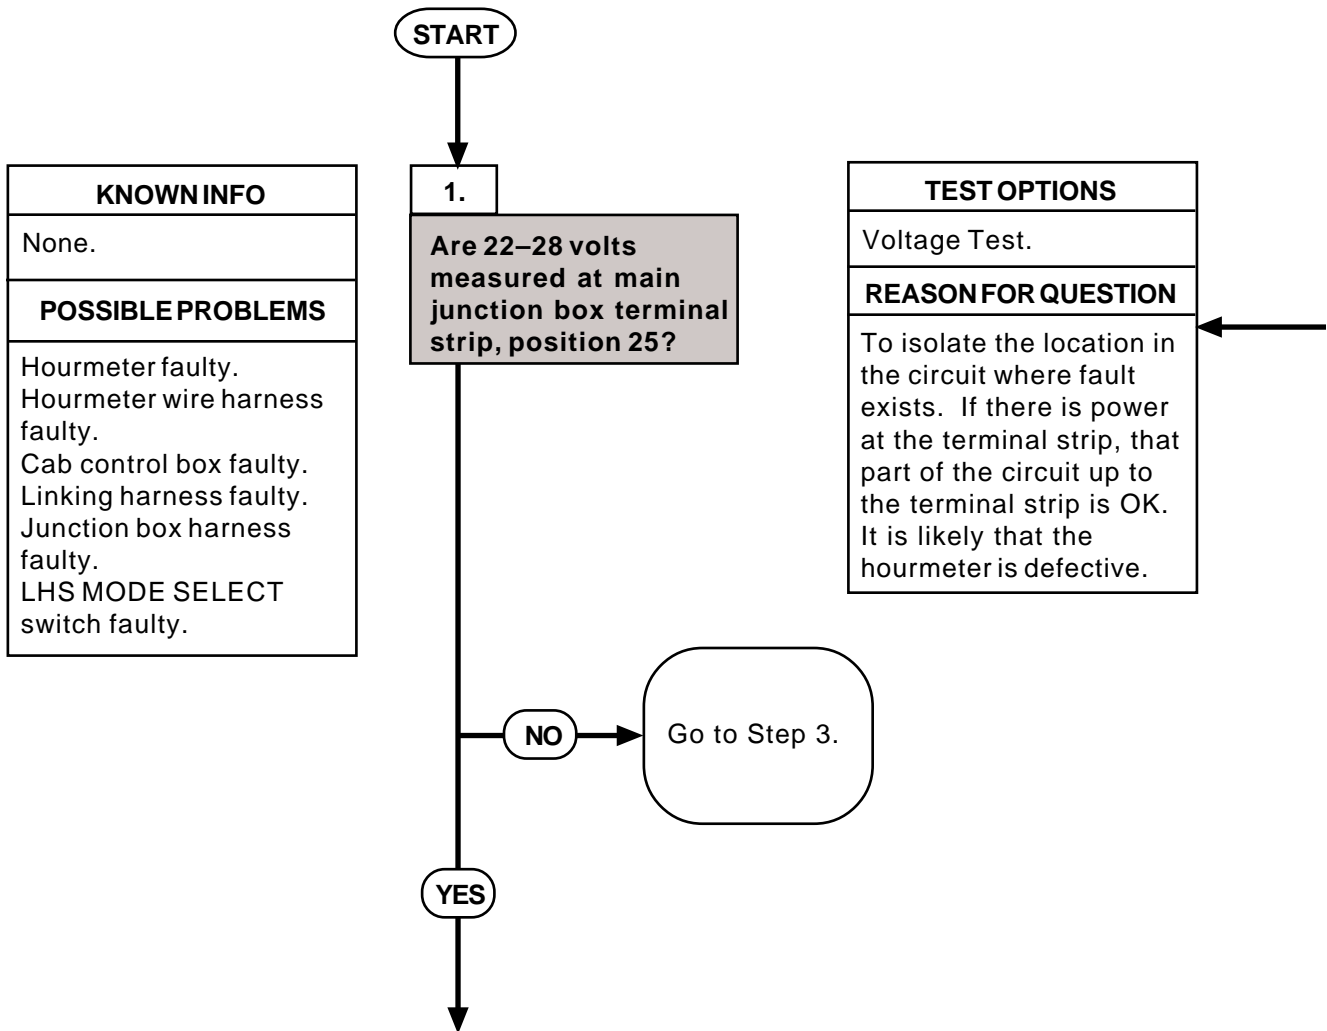 START
KNOWN INFO
None.
POSSIBLE PROBLEMS
Hourmeter faulty.
Hourmeter wire harness
faulty.
Cab control box faulty.
Linking harness faulty.
Junction box harness
faulty.
LHS MODE SELECT
switch faulty.
1.
Are 22–28 volts
measured at main
junction box terminal
strip, position 25?
TEST OPTIONS
Voltage Test.
REASON FOR QUESTION
To isolate the location in
the circuit where fault
exists. If there is power
at the terminal strip, that
part of the circuit up to
the terminal strip is OK.
It is likely that the
hourmeter is defective.
NO
Go to Step 3.
YES